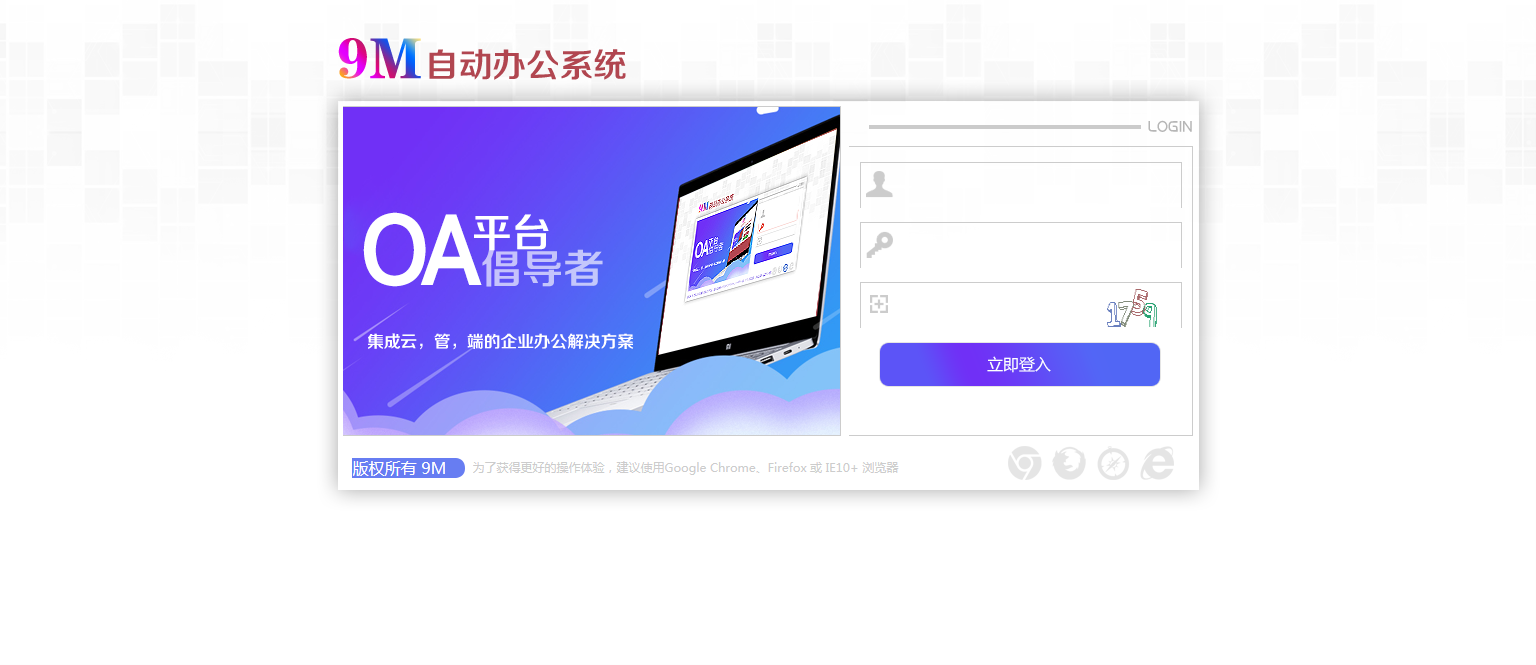 9M 自动办公系统
LOGIN
OA平台
倡导者
集成云，管，端的企业办公解决方案
1759
立即登入
版权所有 9M
为了获得更好的操作体验，建议使用Google Chrome、Firefox 或 IE10+ 浏览器